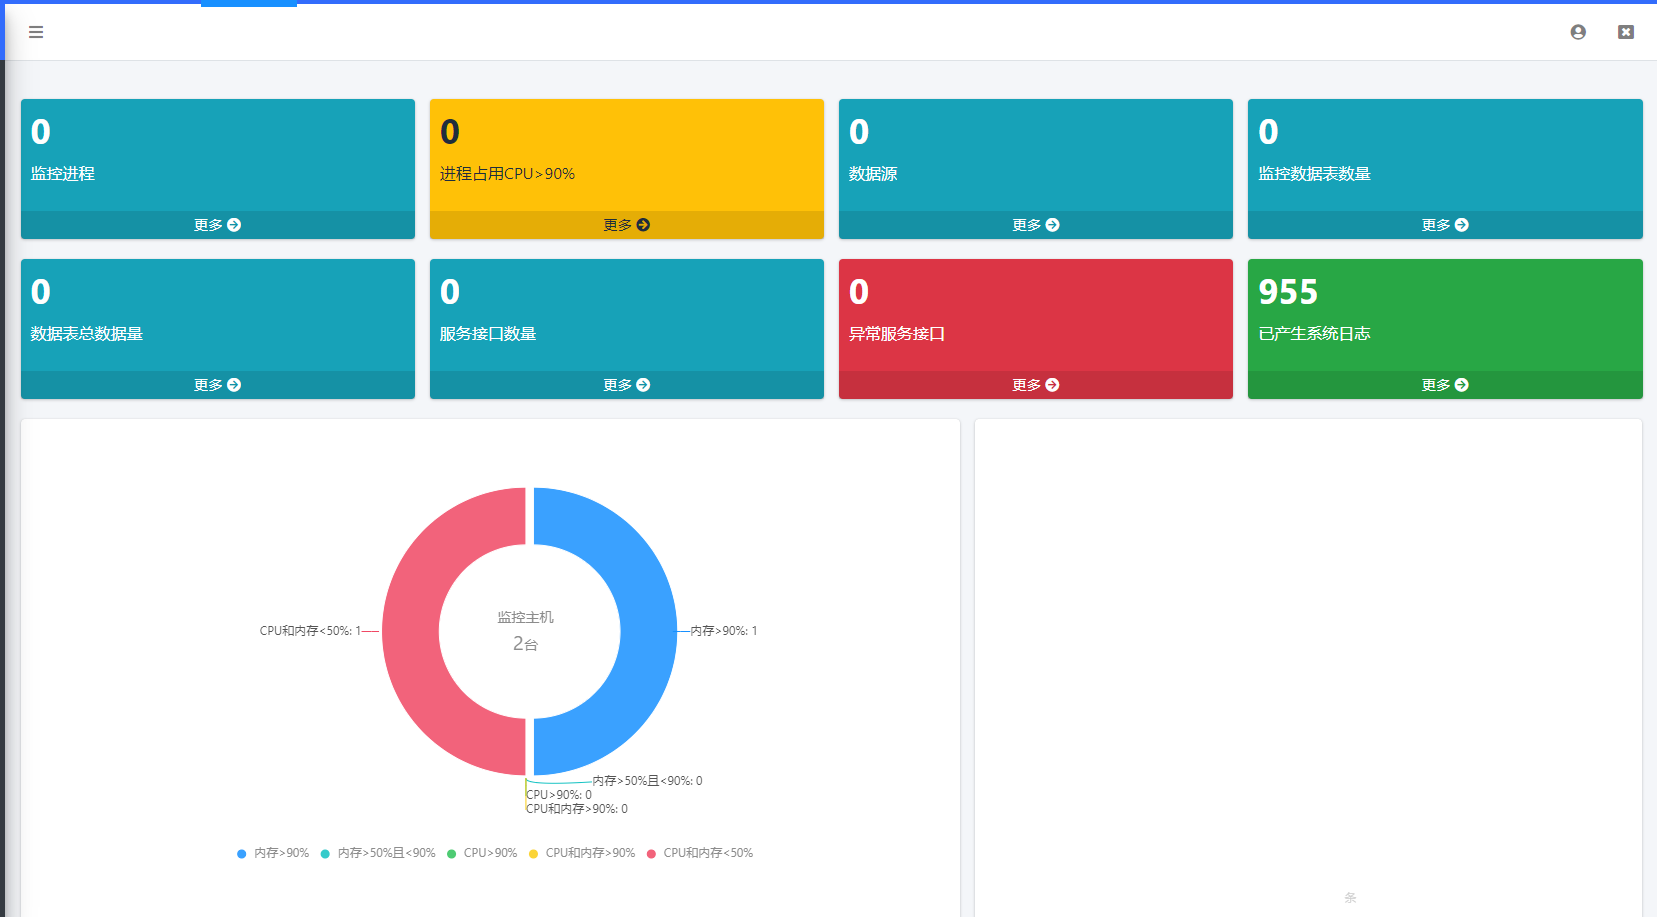 0
监控进程
更多
0
进程占用CPU>90%
更多
0
数据源
更多
0
监控数据表数量
更多
0
数据表总数据量
更多
0
服务接口数量
更多
0
异常服务接口
更多
955
已产生系统日志
更多
监控主机
2台
CPU和内存<50%: 1
内存>90%: 1
内存>50%且<90%: 0
CPU>90%: 0
CPU和内存>90%: 0
内存>90% 内存>50%且<90% CPU>90% CPU和内存>90% CPU和内存<50%
条